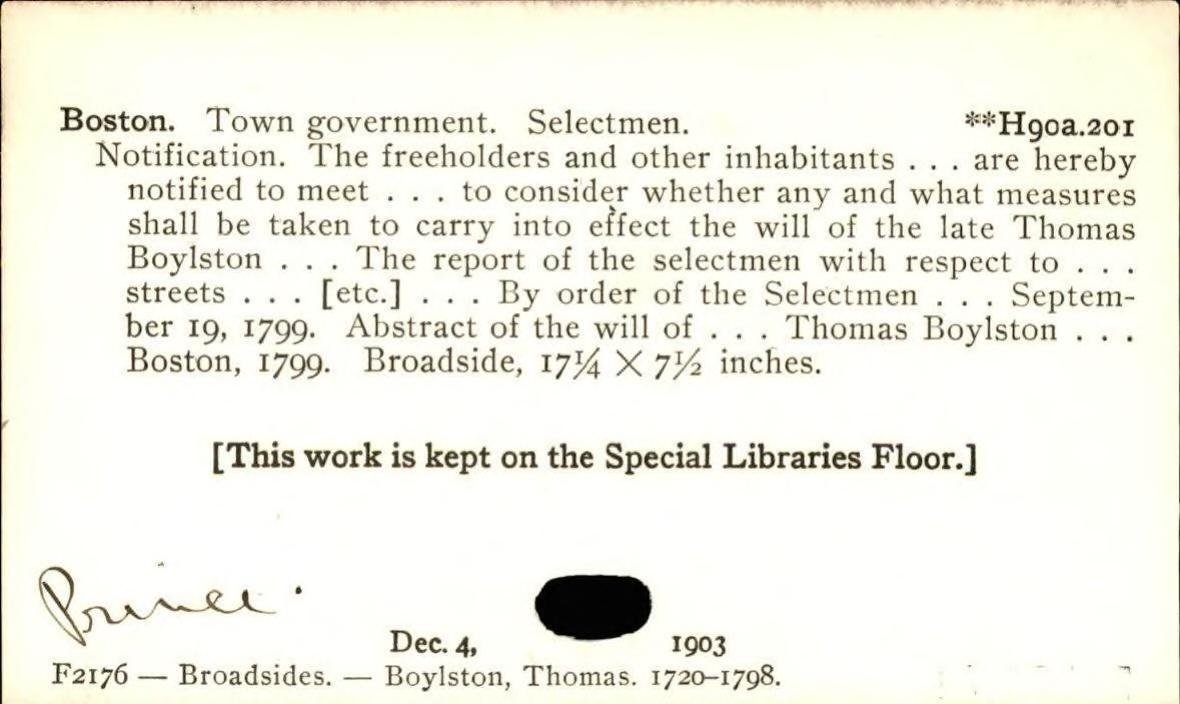 Boston. Town government. Selectmen. **H90a.201
Notification. The freeholders and other inhabitants . . . are hereby
notified to meet . . . to consider whether any and what measures
shall be taken to carry into effect the will of the late Thomas
Boylston . . . The report of the selectmen with respect to . . .
streets . . . [etc.] . . . By order of the Selectmen . . . Septem-
ber 19, 1799. Abstract of the will of . . . Thomas Boylston . . .
Boston, 1799. Broadside, 17¼ X 7½ inches.
[This work is kept on the Special Libraries Floor.]
Prince.
Dec. 4, 1903
F2176 — Broadsides. — Boylston, Thomas. 1720–1798.